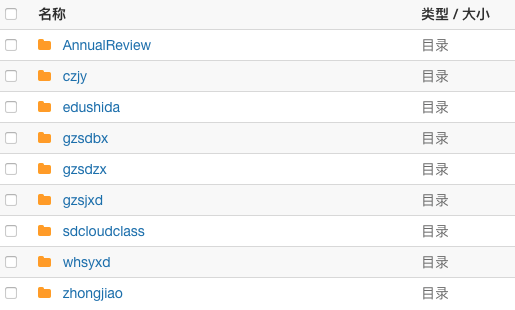 名称 类型 / 大小
AnnualReview 目录
czjy 目录
edushida 目录
gzsdbx 目录
gzsdzx 目录
gzsjxd 目录
sdcloudclass 目录
whsyxd 目录
zhongjiao 目录